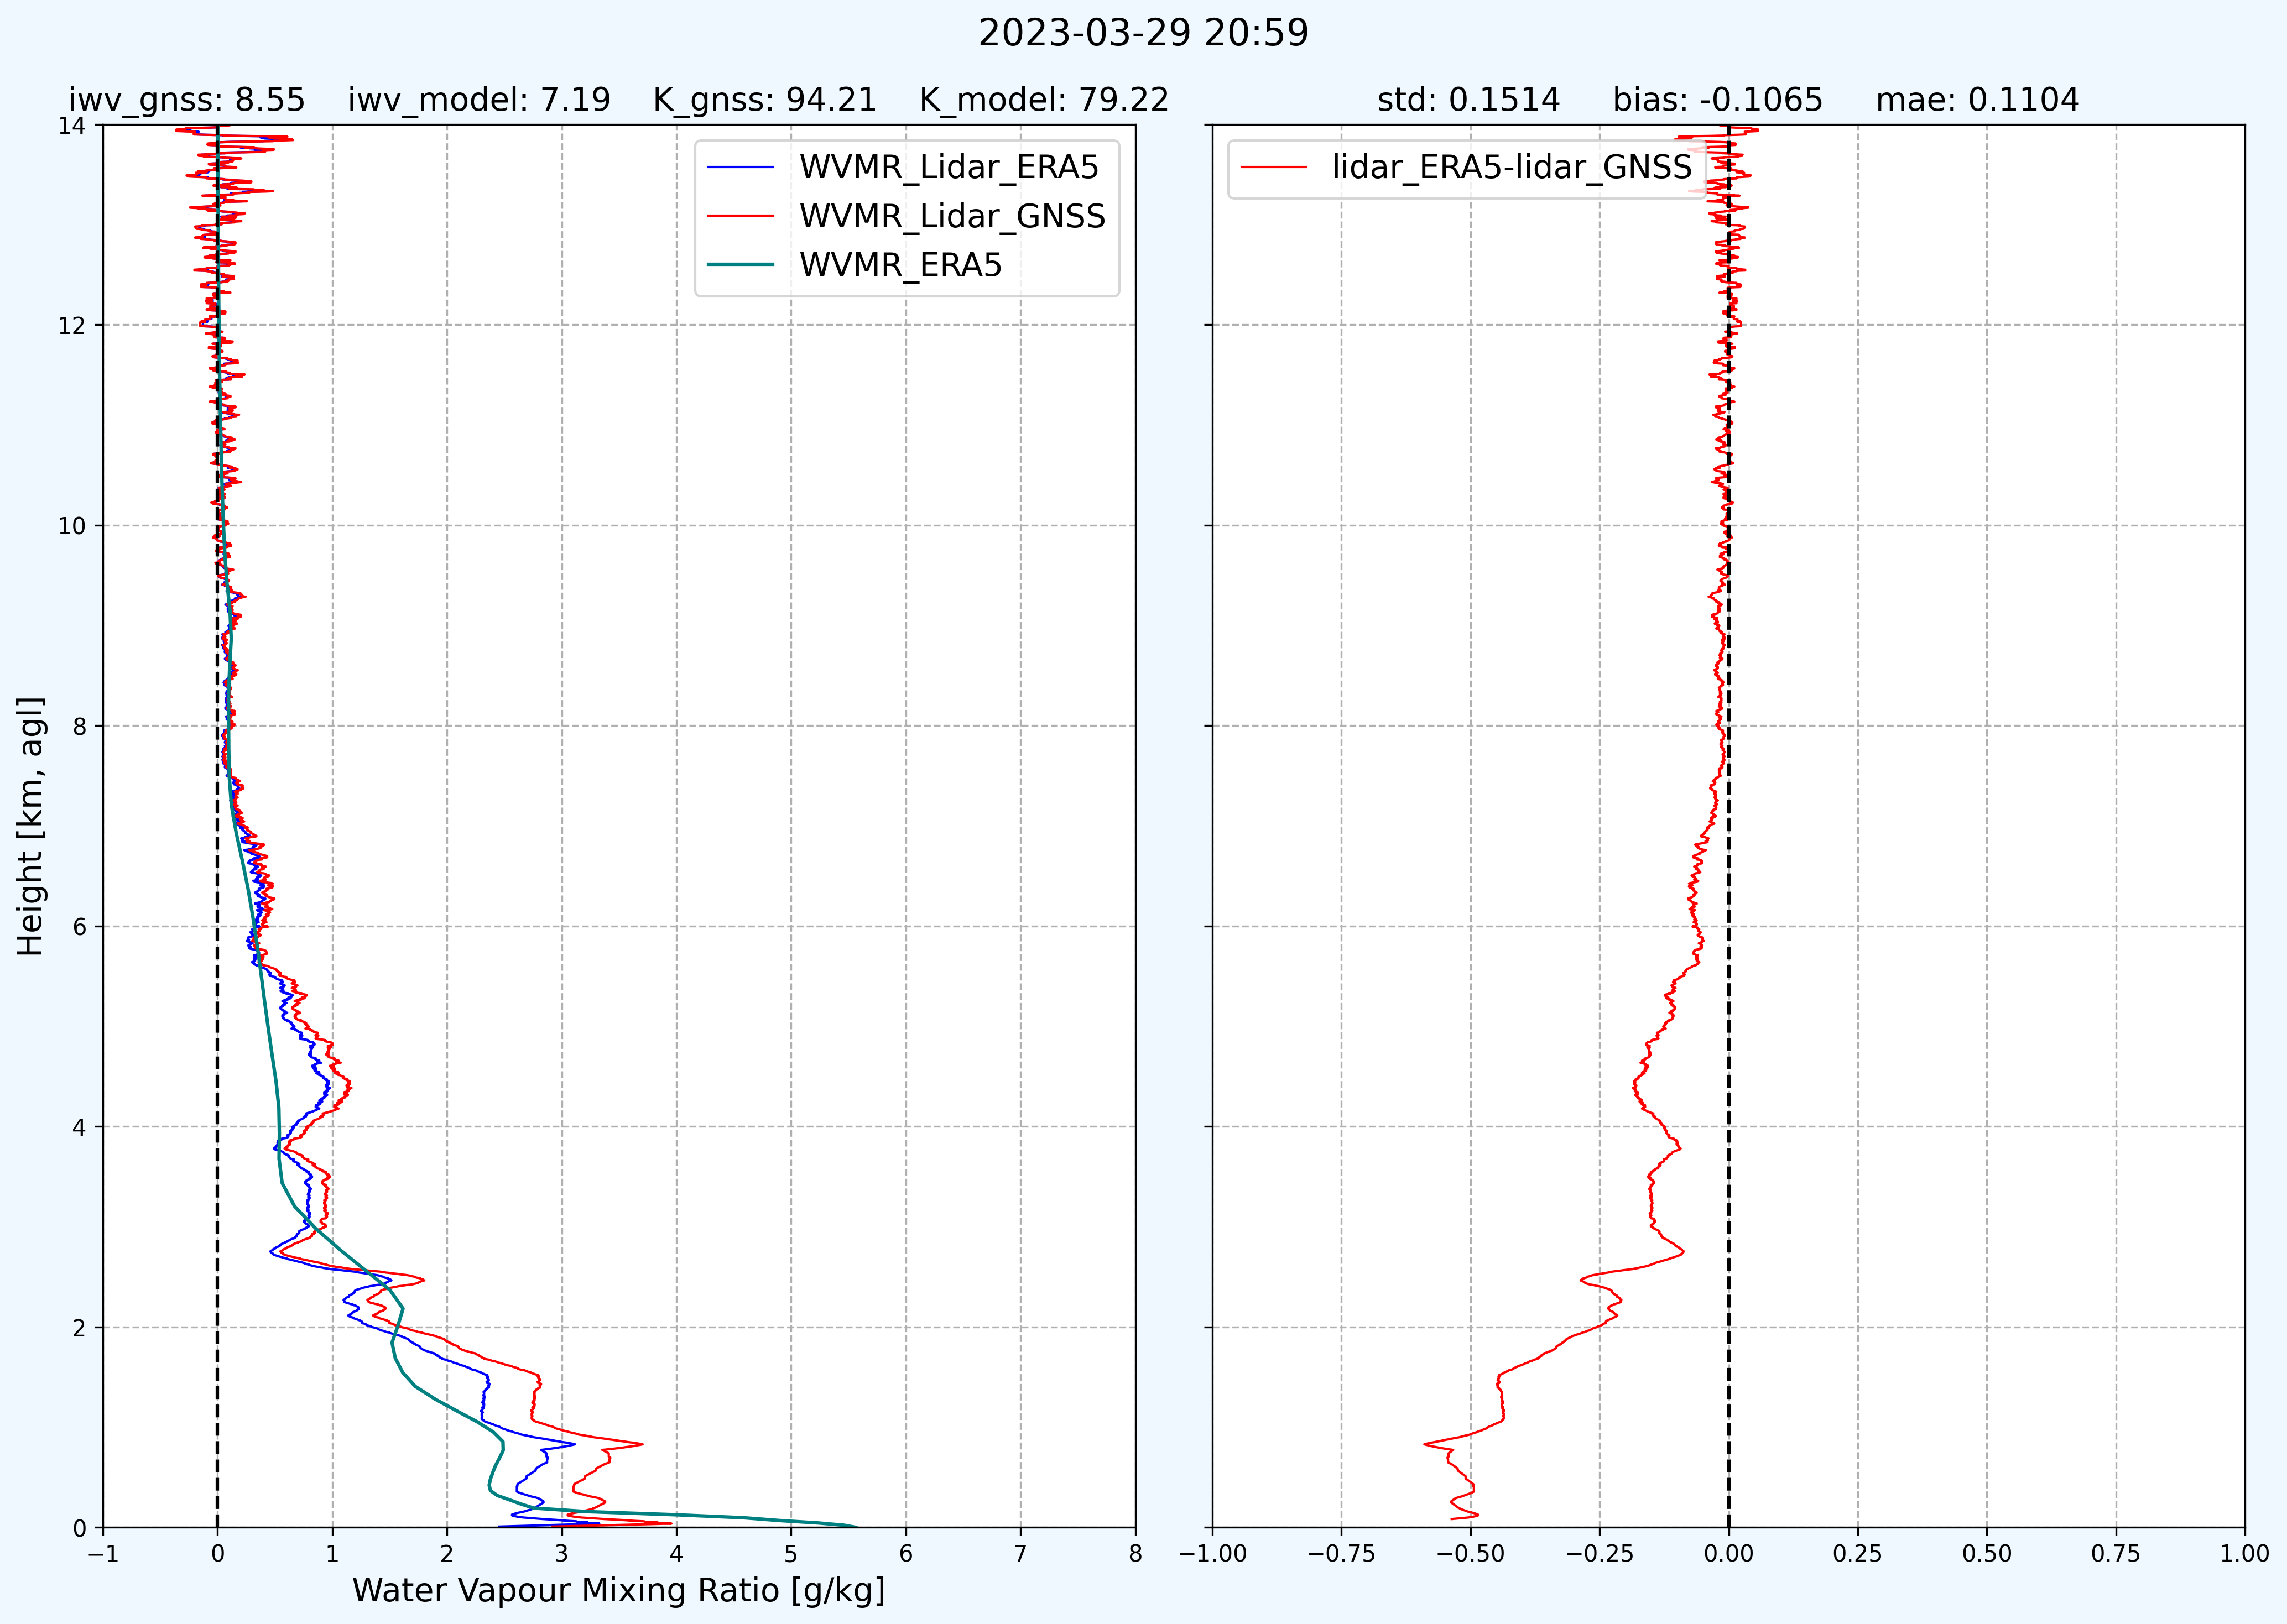 2023-03-29 20:59
iwv_gnss: 8.55 iwv_model: 7.19 K_gnss: 94.21 K_model: 79.22
std: 0.1514 bias: -0.1065 mae: 0.1104
WVMR_Lidar_ERA5
WVMR_Lidar_GNSS
WVMR_ERA5
lidar_ERA5-lidar_GNSS
Height [km, agl]
14
12
10
8
6
4
2
0
−1 0 1 2 3 4 5 6 7 8
Water Vapour Mixing Ratio [g/kg]
−1.00 −0.75 −0.50 −0.25 0.00 0.25 0.50 0.75 1.00